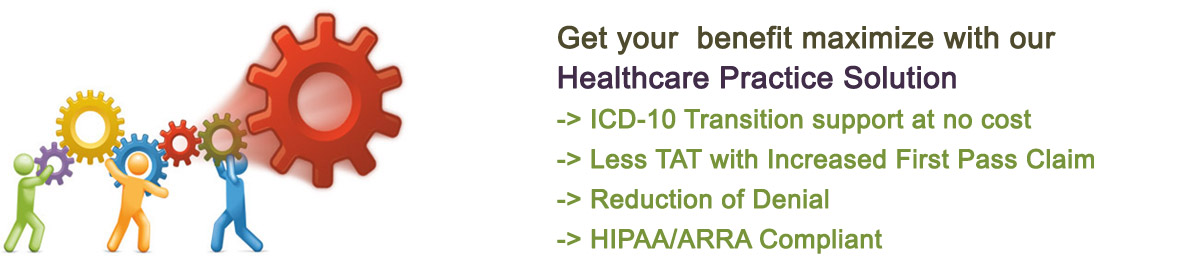 Get your  benefit maximize with our
Healthcare Practice Solution
-> ICD-10 Transition support at no cost
-> Less TAT with Increased First Pass Claim
-> Reduction of Denial
-> HIPAA/ARRA Compliant